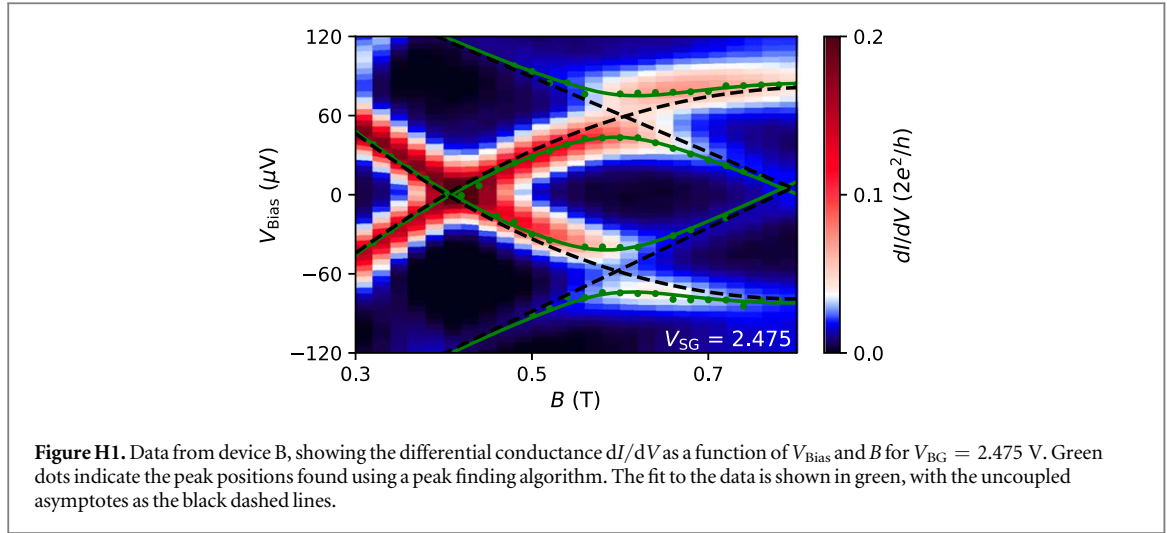 120
60
0
−60
−120
V_Bias (μV)
0.3
0.5
0.7
B (T)
V_SG = 2.475
0.2
0.1
0.0
dI/dV (2e²/h)
Figure H1. Data from device B, showing the differential conductance dI/dV as a function of V_Bias and B for V_BG = 2.475 V. Green
dots indicate the peak positions found using a peak finding algorithm. The fit to the data is shown in green, with the uncoupled
asymptotes as the black dashed lines.